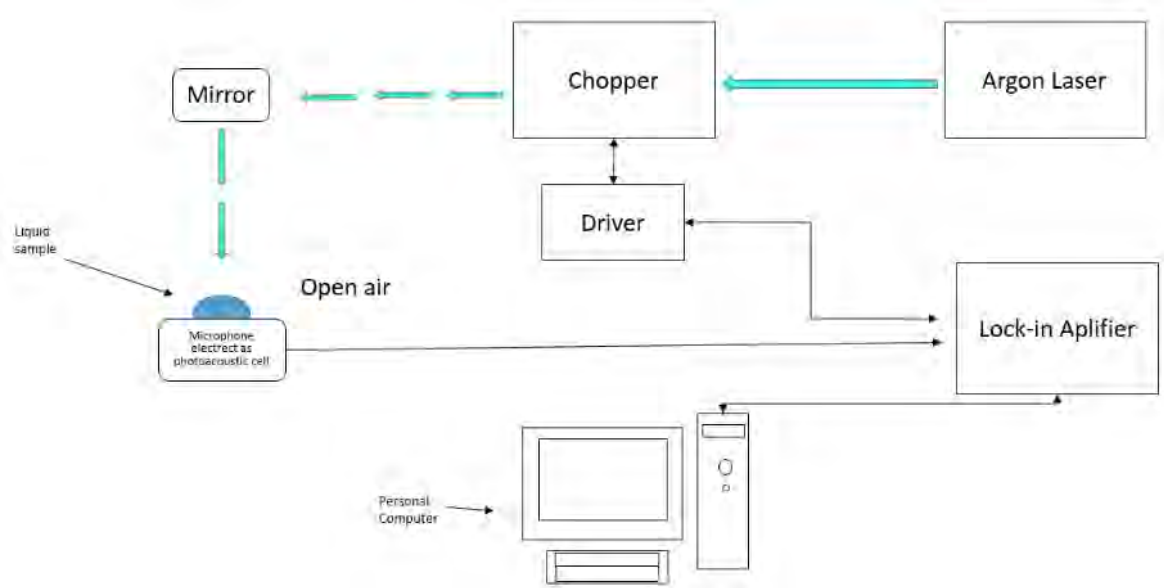 Mirror
Chopper
Argon Laser
Driver
Liquid
sample
Open air
Microphone
electrect as
photoacoustic cell
Lock-in Aplifier
Personal
Computer